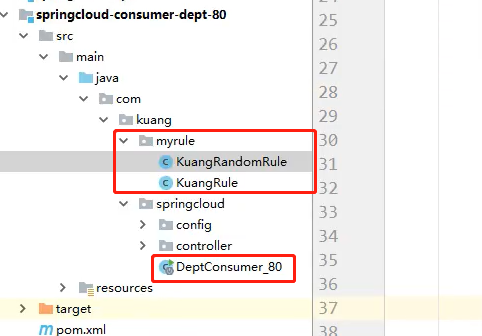 springcloud-consumer-dept-80
src
main
java
com
kuang
myrule
KuangRandomRule
KuangRule
springcloud
config
controller
DeptConsumer_80
resources
target
pom.xml
25
26
27
28
29
30
31
32
33
34
35
36
37
38